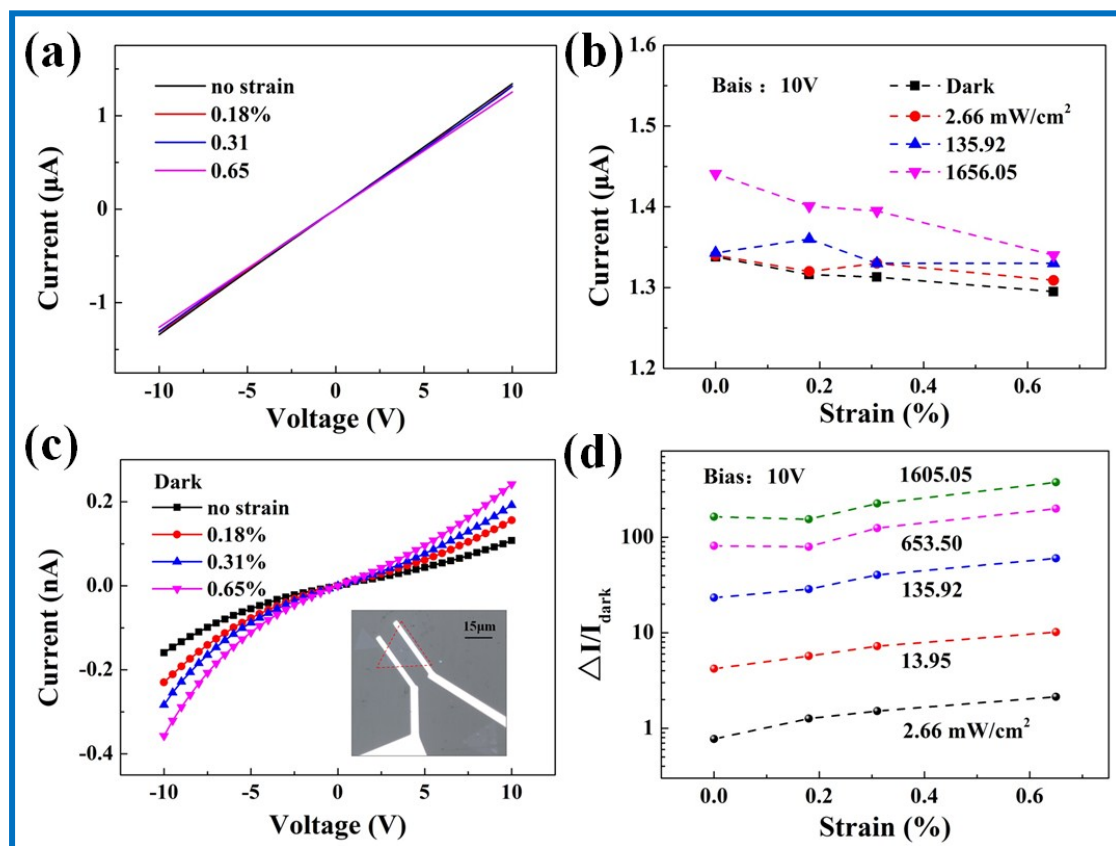 (a)
no strain
0.18%
0.31
0.65
1
0
-1
Current (μA)
-10 -5 0 5 10
Voltage (V)
(b)
Bais : 10V
Dark
2.66 mW/cm²
135.92
1656.05
1.6
1.5
1.4
1.3
1.2
Current (μA)
0.0 0.2 0.4 0.6
Strain (%)
(c)
Dark
no strain
0.18%
0.31%
0.65%
0.2
0.0
-0.2
-0.4
Current (nA)
15μm
-10 -5 0 5 10
Voltage (V)
(d)
Bias: 10V
1605.05
653.50
135.92
13.95
2.66 mW/cm²
100
10
1
△I/I_dark
0.0 0.2 0.4 0.6
Strain (%)